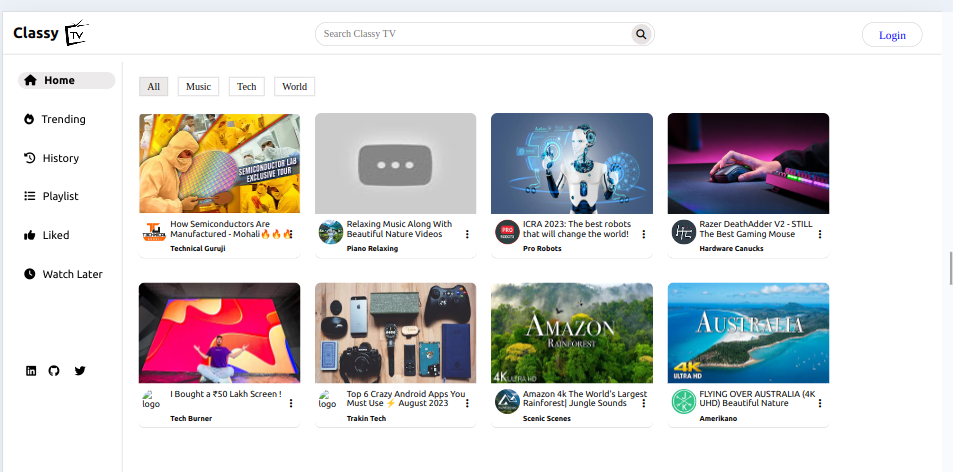 Classy TV
Search Classy TV
Login
Home
Trending
History
Playlist
Liked
Watch Later
All
Music
Tech
World
SEMICONDUCTOR LAB
EXCLUSIVE TOUR
How Semiconductors Are
Manufactured - Mohali🔥🔥🔥
Technical Guruji
Relaxing Music Along With
Beautiful Nature Videos
Piano Relaxing
PRO
ROBOTS
ICRA 2023: The best robots
that will change the world!
Pro Robots
Razer DeathAdder V2 - STILL
The Best Gaming Mouse
Hardware Canucks
logo
I Bought a ₹50 Lakh Screen !
Tech Burner
logo
Top 6 Crazy Android Apps You
Must Use ⚡ August 2023
Trakin Tech
AMAZON
RAINFOREST
4K ULTRA HD
Amazon 4k The World's Largest
Rainforest| Jungle Sounds
Scenic Scenes
AUSTRALIA
4K
ULTRA HD
FLYING OVER AUSTRALIA (4K
UHD) Beautiful Nature
Amerikano